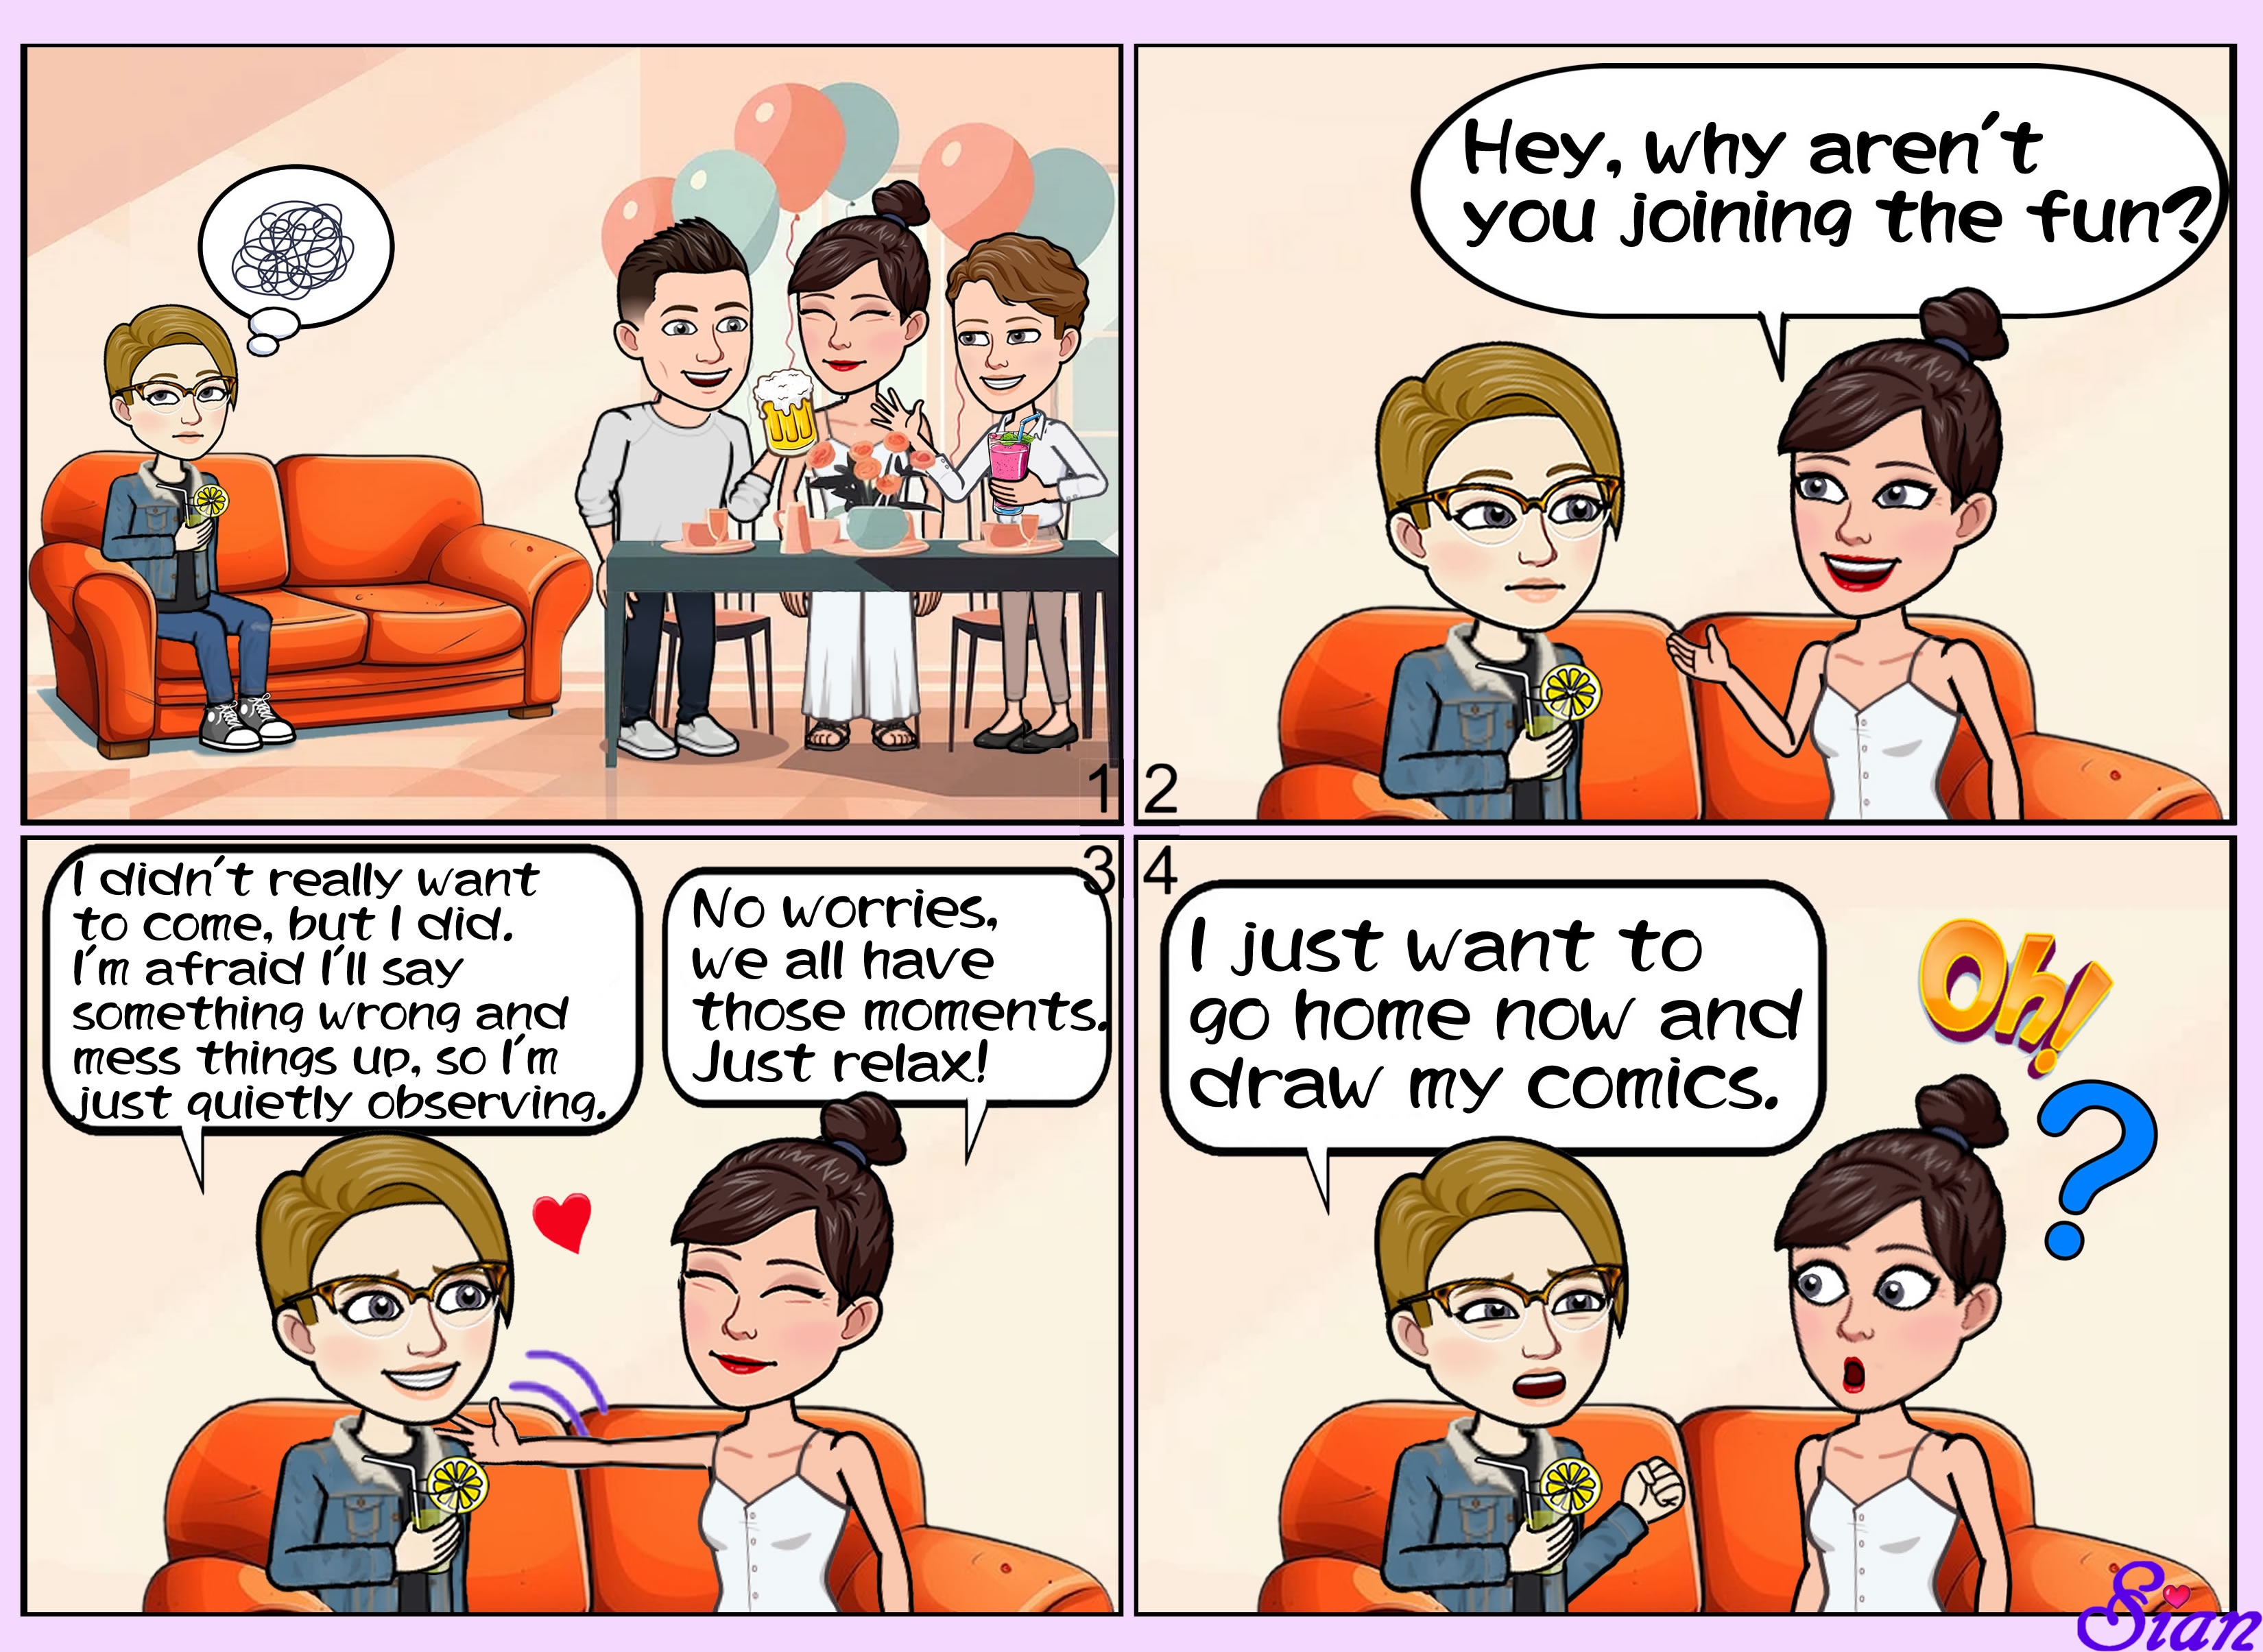 1
2
Hey, why aren't
you joining the fun?
3
I didn't really want
to come, but I did.
I'm afraid I'll say
something wrong and
mess things up, so I'm
just quietly observing.
No worries,
we all have
those moments.
Just relax!
4
I just want to
go home now and
draw my comics.
Oh!
?
Sian